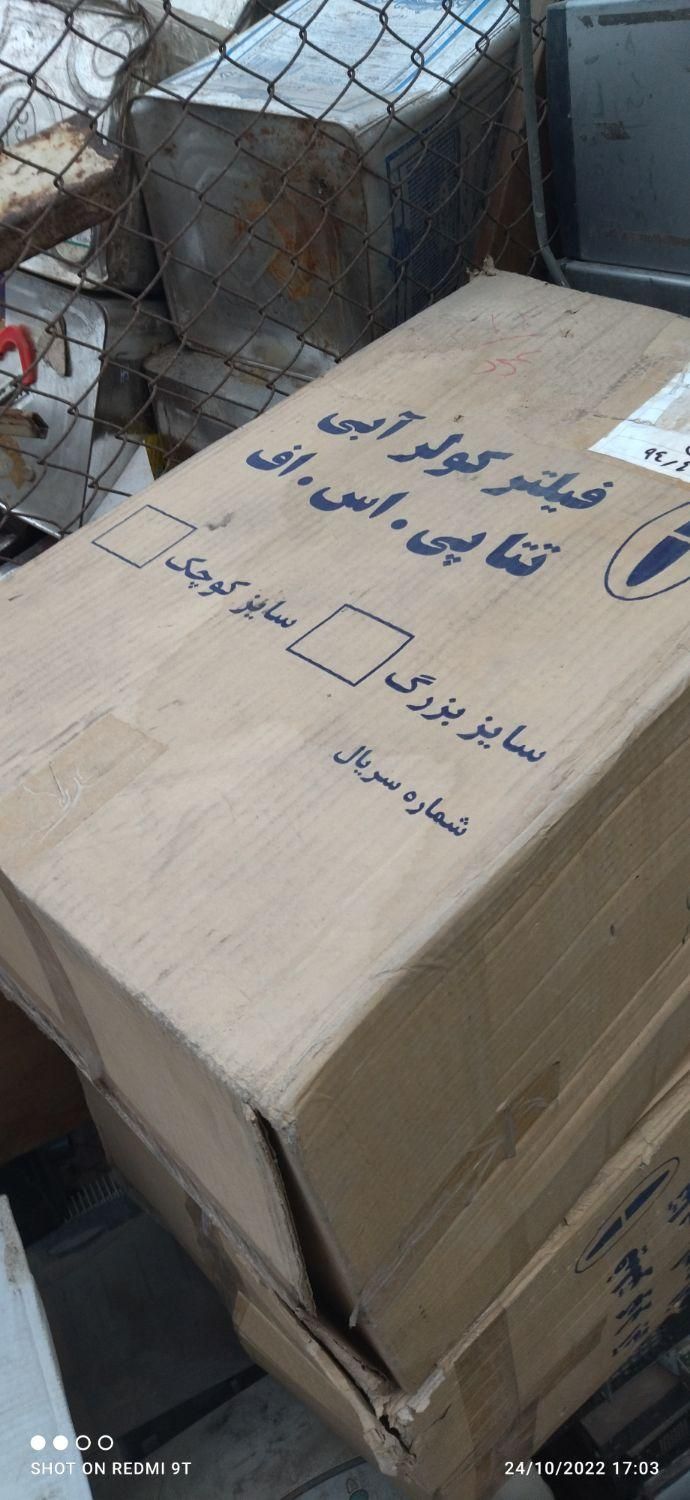 فیلتر کولر آبی
تتا پی. اس. اف
سایز بزرگ
سایز کوچک
شماره سریال
SHOT ON REDMI 9T
24/10/2022 17:03